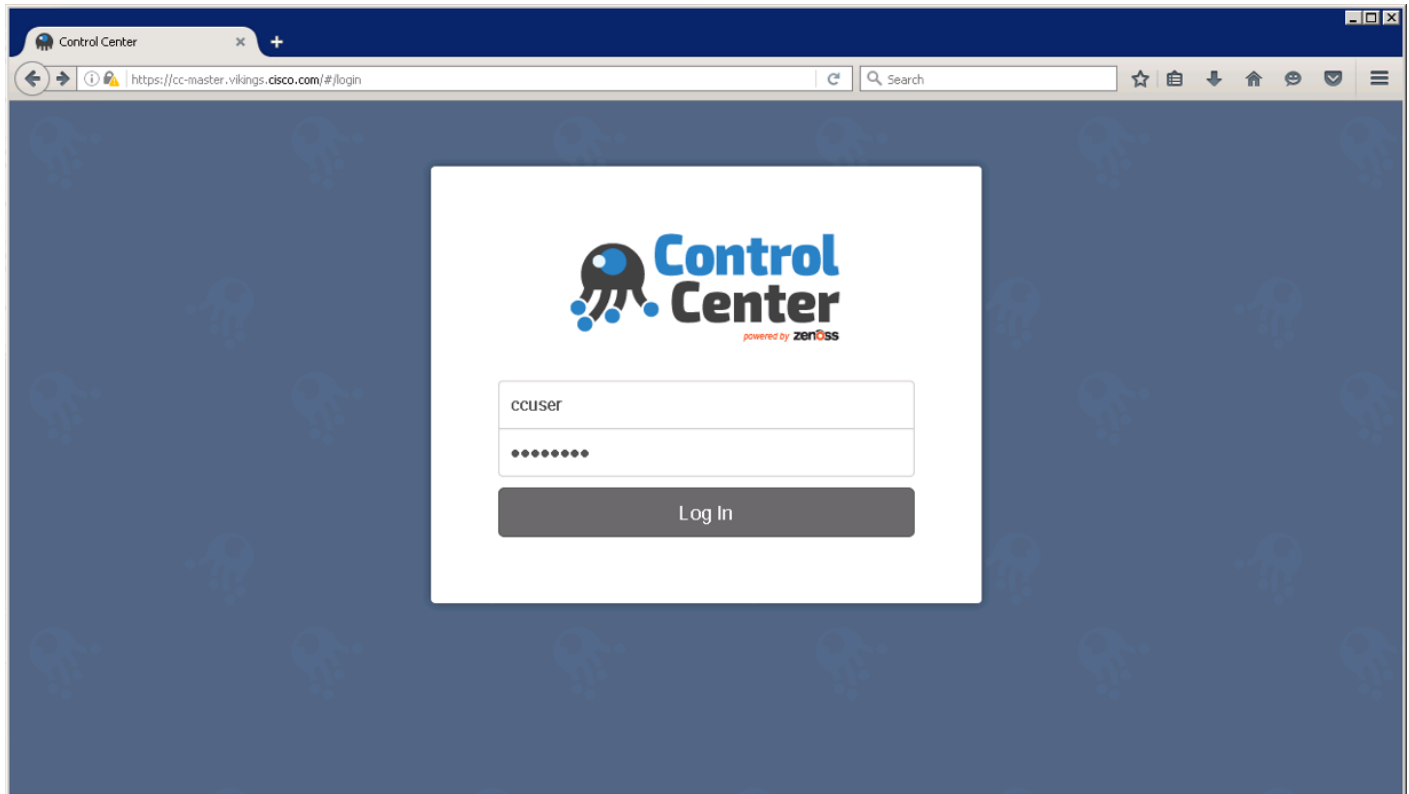 Control Center
https://cc-master.vikings.cisco.com/#/login
Search
Control
Center
powered by zenoss
ccuser
••••••••
Log In